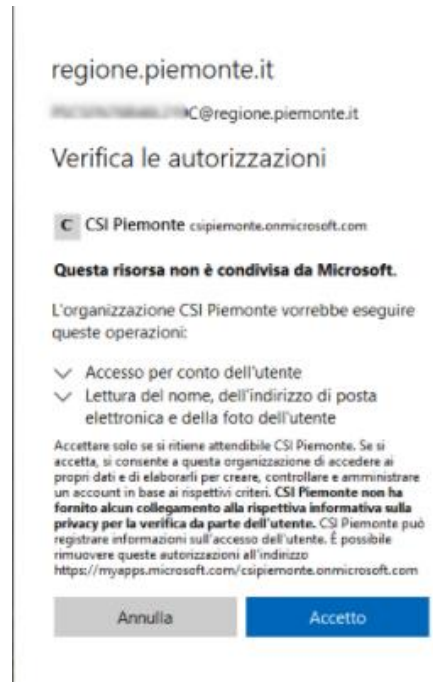 regione.piemonte.it
C@regione.piemonte.it
Verifica le autorizzazioni
C CSI Piemonte csipiemonte.onmicrosoft.com
Questa risorsa non è condivisa da Microsoft.
L'organizzazione CSI Piemonte vorrebbe eseguire
queste operazioni:
Accesso per conto dell'utente
Lettura del nome, dell'indirizzo di posta
elettronica e della foto dell'utente
Accettare solo se si ritiene attendibile CSI Piemonte. Se si
accetta, si consente a questa organizzazione di accedere ai
propri dati e di elaborarli per creare, controllare e amministrare
un account in base ai rispettivi criteri. CSI Piemonte non ha
fornito alcun collegamento alla rispettiva informativa sulla
privacy per la verifica da parte dell'utente. CSI Piemonte può
registrare informazioni sull'accesso dell'utente. È possibile
rimuovere queste autorizzazioni all'indirizzo
https://myapps.microsoft.com/csipiemonte.onmicrosoft.com
Annulla
Accetto